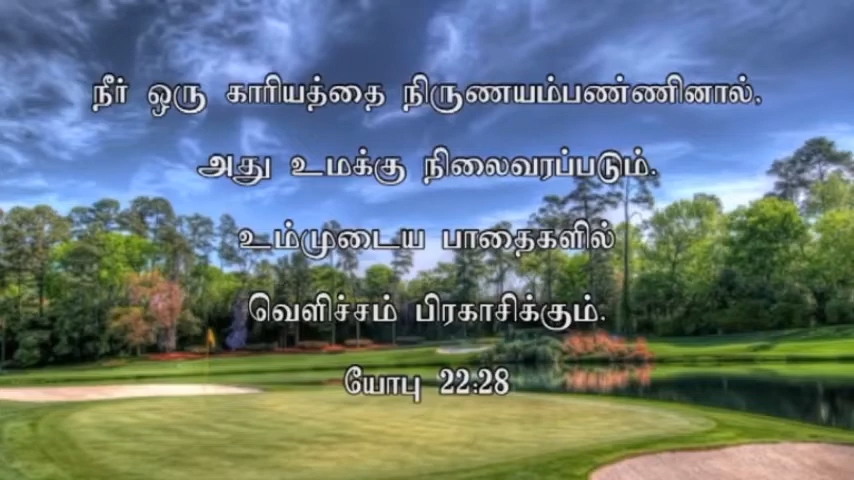 நீர் ஒரு காரியத்தை நிருணயம்பண்ணினால்,
அது உமக்கு நிலைவரப்படும்.
உம்முடைய பாதைகளில்
வெளிச்சம் பிரகாசிக்கும்.
யோபு 22:28